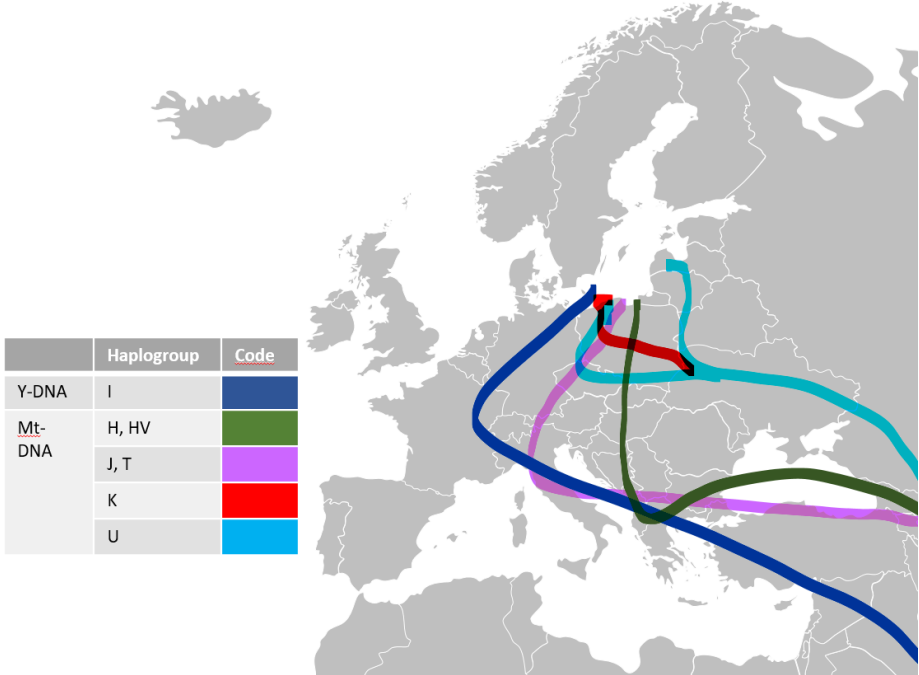 Haplogroup Code
Y-DNA I
Mt- H, HV
DNA
J, T
K
U